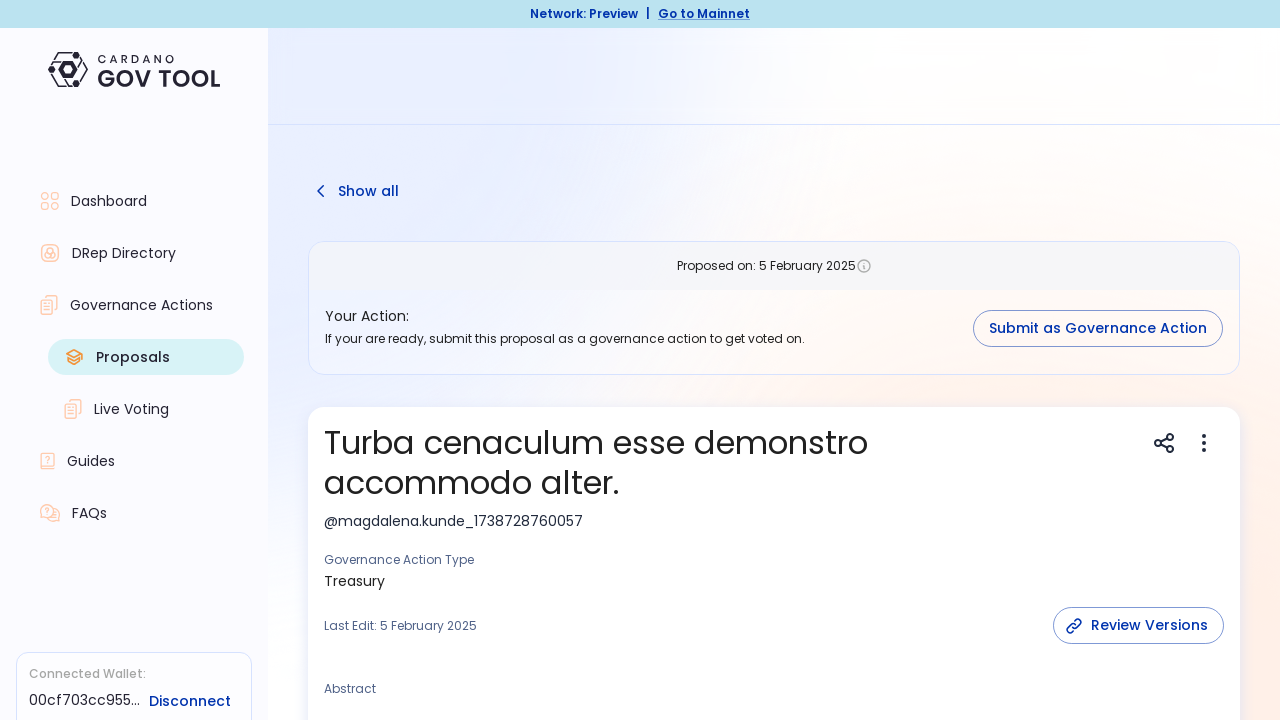 Network: Preview | Go to Mainnet
CARDANO
GOV TOOL
Dashboard
DRep Directory
Governance Actions
Proposals
Live Voting
Guides
FAQs
Connected Wallet:
00cf703cc955... Disconnect
Show all
Proposed on: 5 February 2025
Your Action:
If your are ready, submit this proposal as a governance action to get voted on.
Submit as Governance Action
Turba cenaculum esse demonstro
accommodo alter.
@magdalena.kunde_1738728760057
Governance Action Type
Treasury
Last Edit: 5 February 2025
Review Versions
Abstract